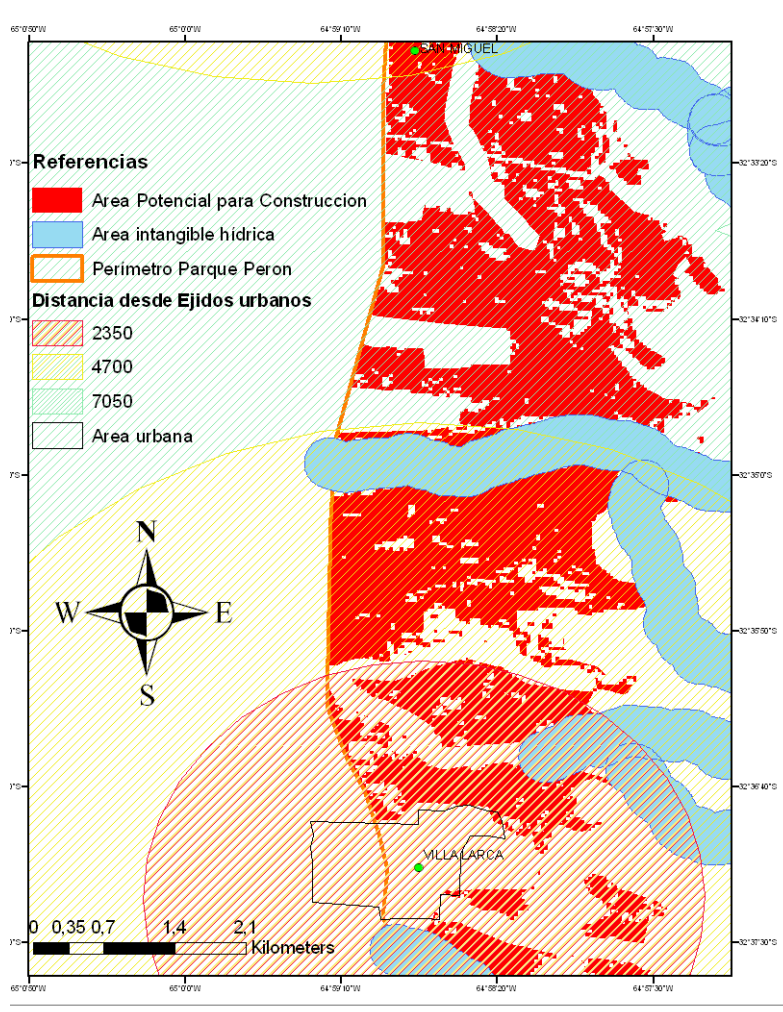 65°0'50"W 65°0'0"W 64°59'10"W 64°58'20"W 64°57'30"W
SAN MIGUEL
Referencias
32°33'20"S
Area Potencial para Construccion
Area intangible hídrica
Perímetro Parque Peron
Distancia desde Ejidos urbanos
32°34'10"S
2350
4700
7050
Area urbana
32°35'0"S
N
W E
S
32°35'50"S
32°36'40"S
VILLA LARCA
0 0,35 0,7 1,4 2,1
Kilometers
32°37'30"S
65°0'50"W 65°0'0"W 64°59'10"W 64°58'20"W 64°57'30"W